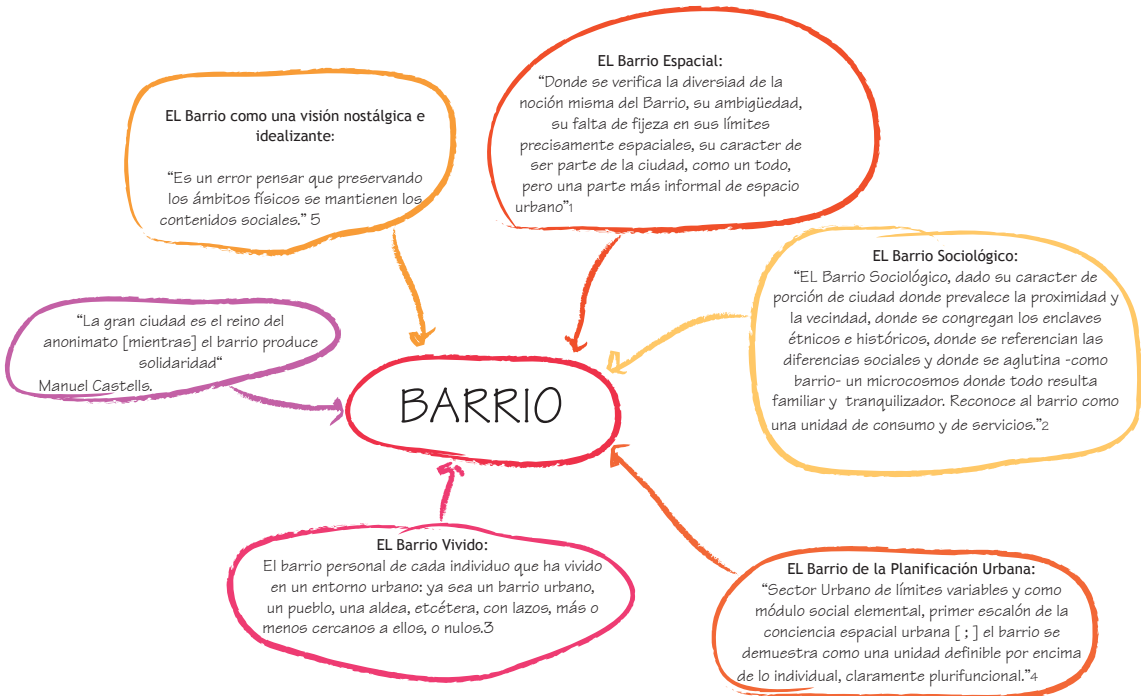 EL Barrio como una visión nostálgica e
idealizante:
“Es un error pensar que preservando
los ámbitos físicos se mantienen los
contenidos sociales.” 5
EL Barrio Espacial:
“Donde se verifica la diversiad de la
noción misma del Barrio, su ambigüedad,
su falta de fijeza en sus límites
precisamente espaciales, su caracter de
ser parte de la ciudad, como un todo,
pero una parte más informal de espacio
urbano”1
EL Barrio Sociológico:
“EL Barrio Sociológico, dado su caracter de
porción de ciudad donde prevalece la proximidad y
la vecindad, donde se congregan los enclaves
étnicos e históricos, donde se referencian las
diferencias sociales y donde se aglutina -como
barrio- un microcosmos donde todo resulta
familiar y tranquilizador. Reconoce al barrio como
una unidad de consumo y de servicios.”2
“La gran ciudad es el reino del
anonimato [mientras] el barrio produce
solidaridad“
Manuel Castells.
BARRIO
EL Barrio Vivido:
El barrio personal de cada individuo que ha vivido
en un entorno urbano: ya sea un barrio urbano,
un pueblo, una aldea, etcétera, con lazos, más o
menos cercanos a ellos, o nulos.3
EL Barrio de la Planificación Urbana:
“Sector Urbano de límites variables y como
módulo social elemental, primer escalón de la
conciencia espacial urbana [ ; ] el barrio se
demuestra como una unidad definible por encima
de lo individual, claramente plurifuncional.”4